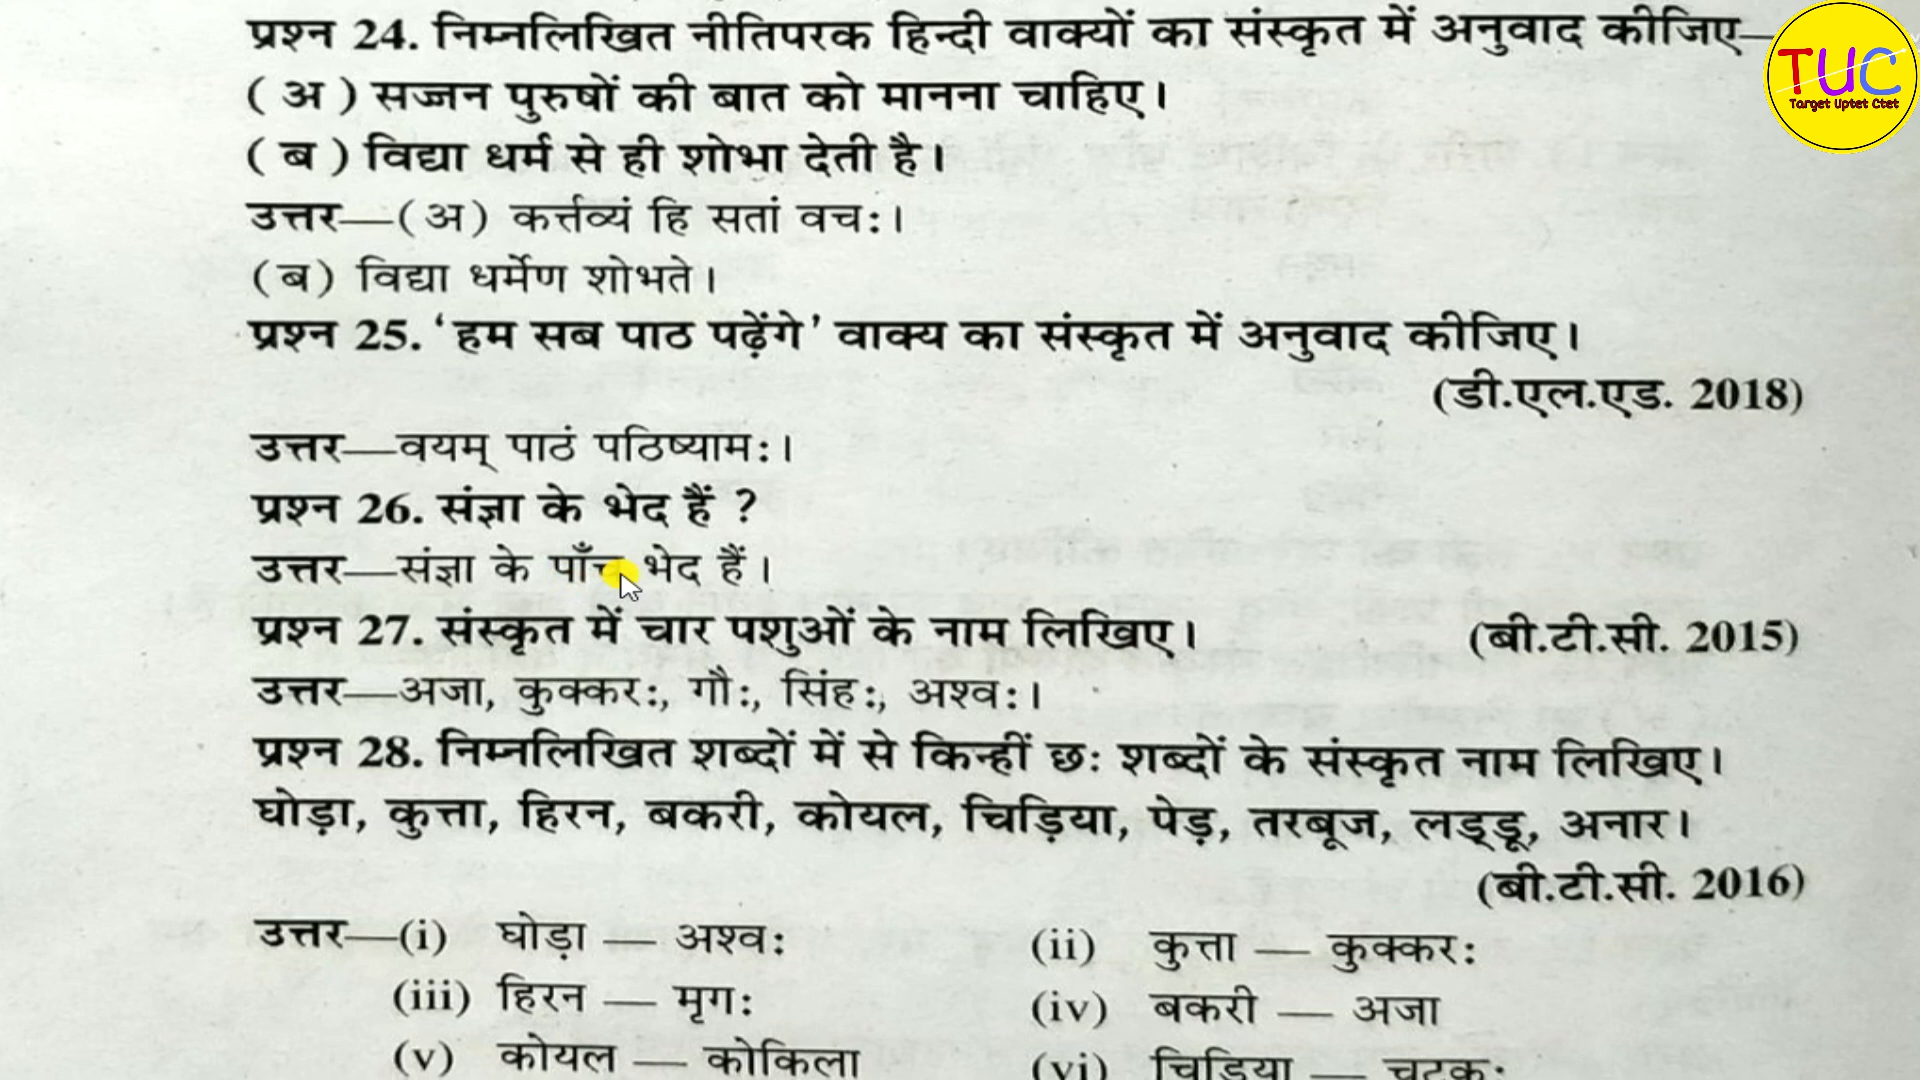 प्रश्न 24. निम्नलिखित नीतिपरक हिन्दी वाक्यों का संस्कृत में अनुवाद कीजिए—
TUC
Target Uptet Ctet
( अ ) सज्जन पुरुषों की बात को मानना चाहिए।
( ब ) विद्या धर्म से ही शोभा देती है।
उत्तर—(अ) कर्त्तव्यं हि सतां वचः।
(ब) विद्या धर्मेण शोभते।
प्रश्न 25. ‘हम सब पाठ पढ़ेंगे’ वाक्य का संस्कृत में अनुवाद कीजिए।
(डी.एल.एड. 2018)
उत्तर—वयम् पाठं पठिष्यामः।
प्रश्न 26. संज्ञा के भेद हैं ?
उत्तर—संज्ञा के पाँच भेद हैं।
प्रश्न 27. संस्कृत में चार पशुओं के नाम लिखिए। (बी.टी.सी. 2015)
उत्तर—अजा, कुक्करः, गौः, सिंहः, अश्वः।
प्रश्न 28. निम्नलिखित शब्दों में से किन्हीं छः शब्दों के संस्कृत नाम लिखिए।
घोड़ा, कुत्ता, हिरन, बकरी, कोयल, चिड़िया, पेड़, तरबूज, लड्डू, अनार।
(बी.टी.सी. 2016)
उत्तर—(i) घोड़ा — अश्वः (ii) कुत्ता — कुक्करः
(iii) हिरन — मृगः (iv) बकरी — अजा
(v) कोयल — कोकिला (vi) चिड़िया — चटकः